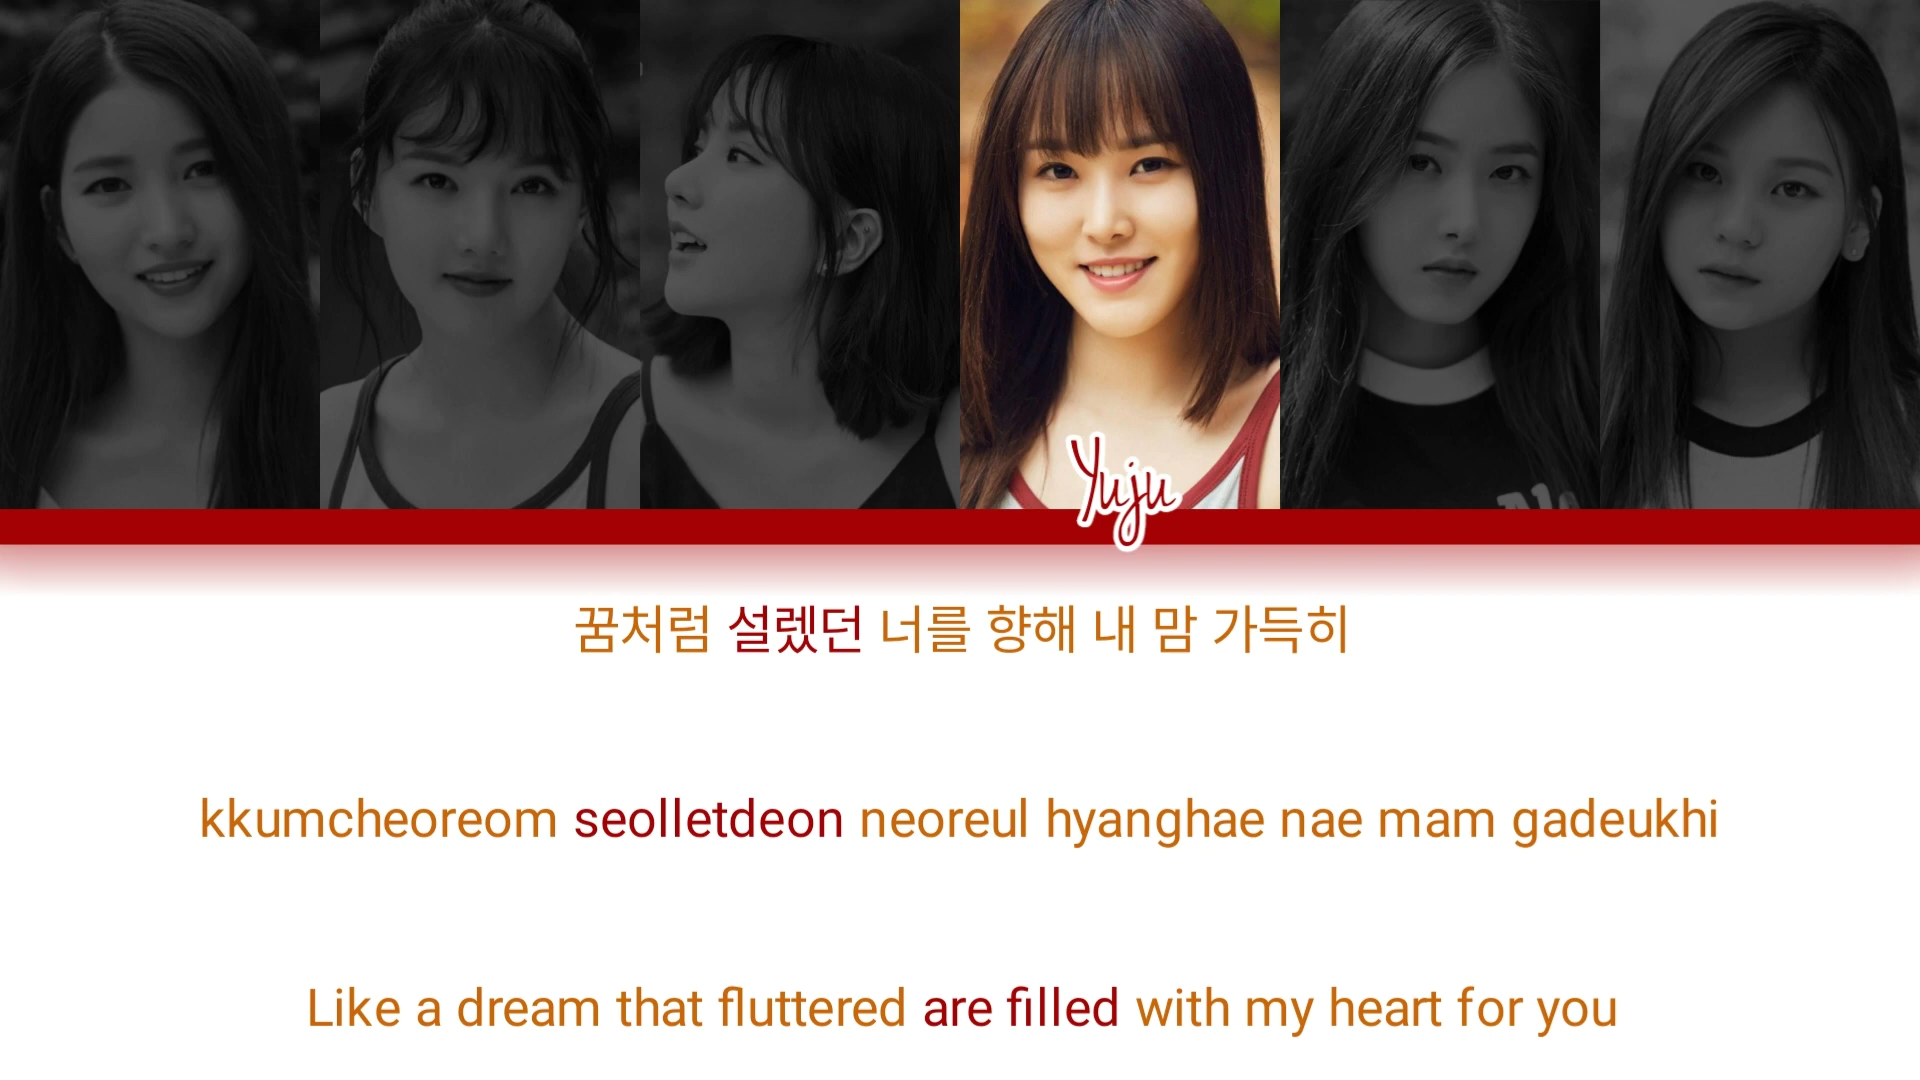 Yuju
꿈처럼 설렜던 너를 향해 내 맘 가득히
kkumcheoreom seolletdeon neoreul hyanghae nae mam gadeukhi
Like a dream that fluttered are filled with my heart for you